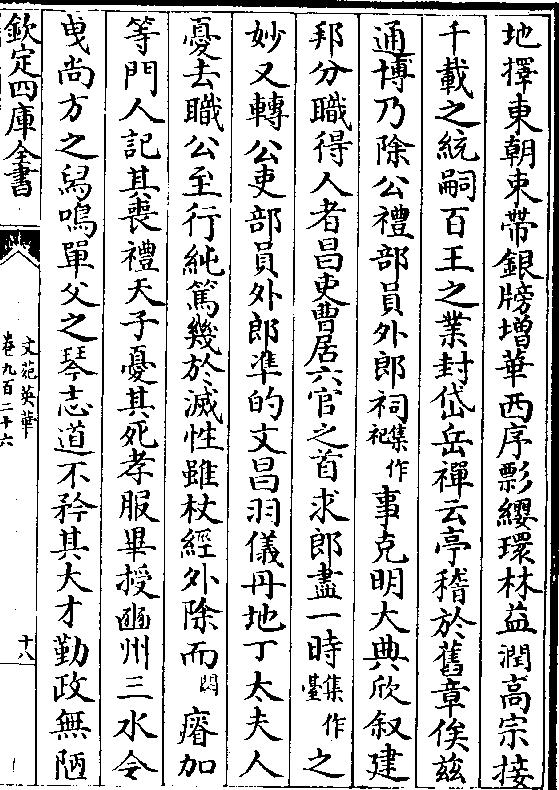 地擇東朝束帶銀牓增華西序剽纓環林益潤高宗接
千載之統嗣百王之業封岱岳禪云亭稽於舊章俟茲
通博乃除公禮部員外郎祠集作祀事克明大典欣叙建
邦分職得人者昌吏曹居六官之首求郎盡一時集作臺之
妙又轉公吏部員外郎準的文昌羽儀丹地丁太夫人
憂去職公至行純篤幾於滅性雖杖絰外除而闕瘠加
等門人記其喪禮天子憂其死孝服畢授豳州三水令
曵尚方之舄鳴單父之琴志道不矜其大才勤政無陋
欽定四庫全書
文苑英華
卷九百二十六
十八